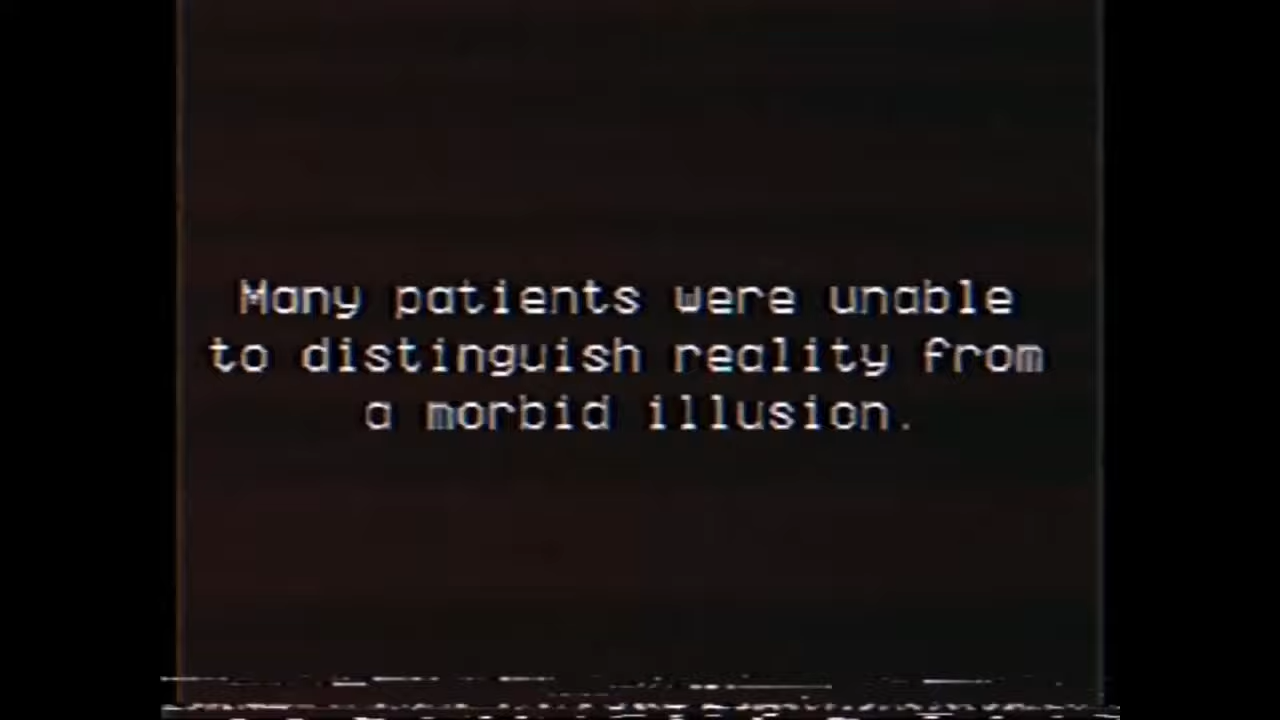 Many patients were unable
to distinguish reality from
a morbid illusion.